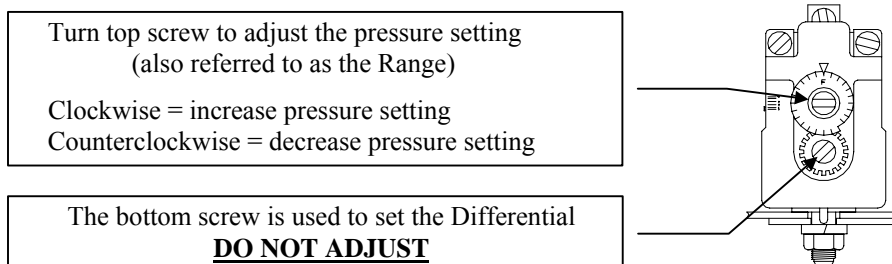 Turn top screw to adjust the pressure setting
(also referred to as the Range)
Clockwise = increase pressure setting
Counterclockwise = decrease pressure setting
F
The bottom screw is used to set the Differential
DO NOT ADJUST